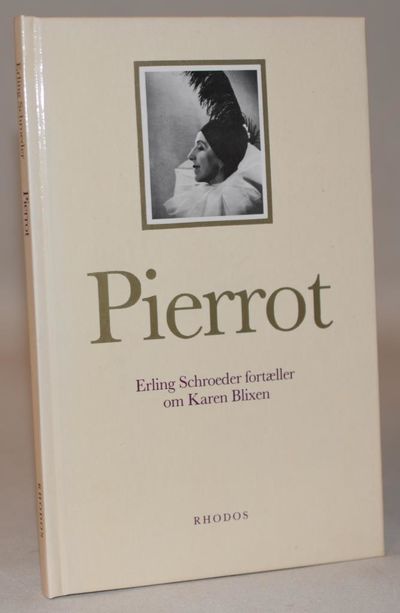 Pierrot
Erling Schroeder fortæller
om Karen Blixen
RHODOS
Erling Schroeder
Pierrot
RHODOS